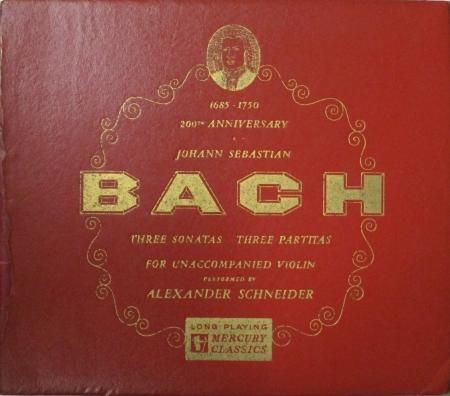 1685 - 1750
200TH ANNIVERSARY
JOHANN SEBASTIAN
BACH
THREE SONATAS THREE PARTITAS
FOR UNACCOMPANIED VIOLIN
PERFORMED BY
ALEXANDER SCHNEIDER
LONG PLAYING
MERCURY
CLASSICS